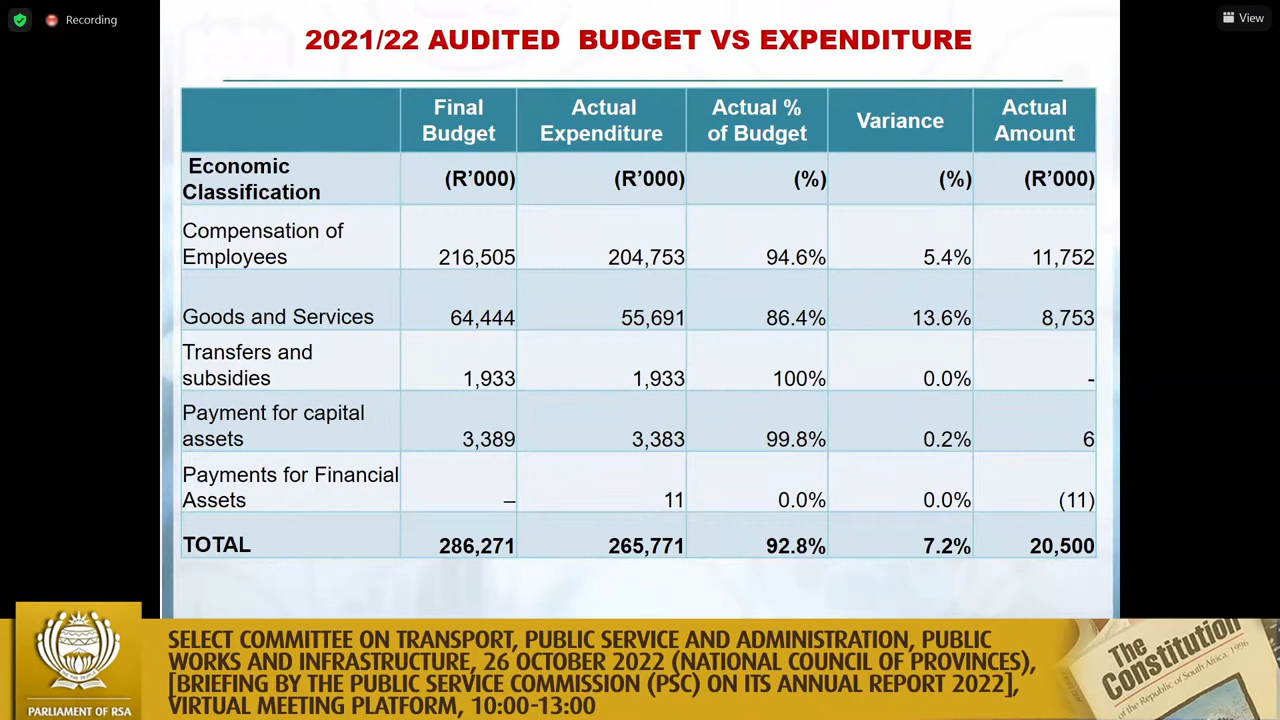 Recording
View
2021/22 AUDITED BUDGET VS EXPENDITURE
Final Budget Actual Expenditure Actual % of Budget Variance Actual Amount
Economic Classification (R’000) (R’000) (%) (%) (R’000)
Compensation of Employees 216,505 204,753 94.6% 5.4% 11,752
Goods and Services 64,444 55,691 86.4% 13.6% 8,753
Transfers and subsidies 1,933 1,933 100% 0.0% -
Payment for capital assets 3,389 3,383 99.8% 0.2% 6
Payments for Financial Assets – 11 0.0% 0.0% (11)
TOTAL 286,271 265,771 92.8% 7.2% 20,500
PARLIAMENT OF RSA
SELECT COMMITTEE ON TRANSPORT, PUBLIC SERVICE AND ADMINISTRATION, PUBLIC
WORKS AND INFRASTRUCTURE, 26 OCTOBER 2022 (NATIONAL COUNCIL OF PROVINCES),
[BRIEFING BY THE PUBLIC SERVICE COMMISSION (PSC) ON ITS ANNUAL REPORT 2022],
VIRTUAL MEETING PLATFORM, 10:00-13:00
The
Constitution
of the Republic of South Africa, 1996